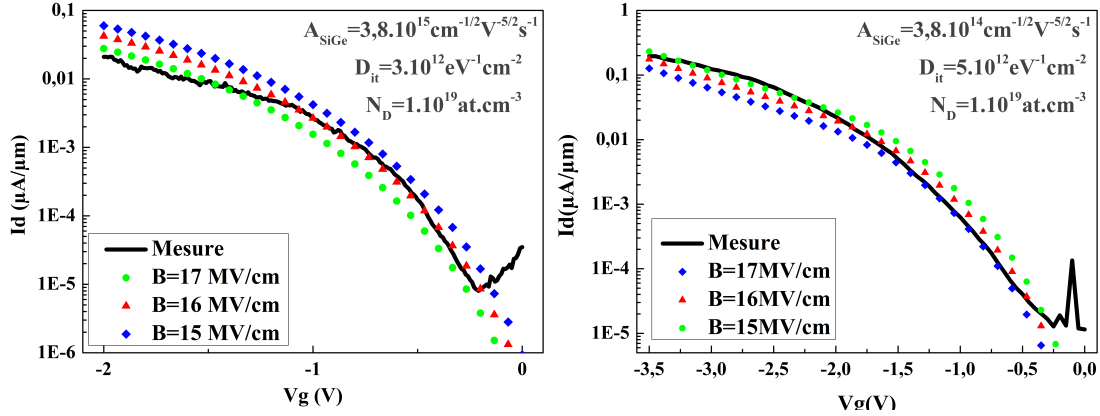 A_SiGe=3,8.10^15cm^-1/2V^-5/2s^-1
D_it=3.10^12eV^-1cm^-2
N_D=1.10^19at.cm^-3
0,1
0,01
1E-3
1E-4
1E-5
1E-6
Id (µA/µm)
Mesure
B=17 MV/cm
B=16 MV/cm
B=15 MV/cm
-2
-1
0
Vg (V)
A_SiGe=3,8.10^14cm^-1/2V^-5/2s^-1
D_it=5.10^12eV^-1cm^-2
N_D=1.10^19at.cm^-3
1
0.1
0,01
1E-3
1E-4
1E-5
Id(µA/µm)
Mesure
B=17MV/cm
B=16MV/cm
B=15MV/cm
-3,5 -3,0 -2,5 -2,0 -1,5 -1,0 -0,5 0,0
Vg(V)